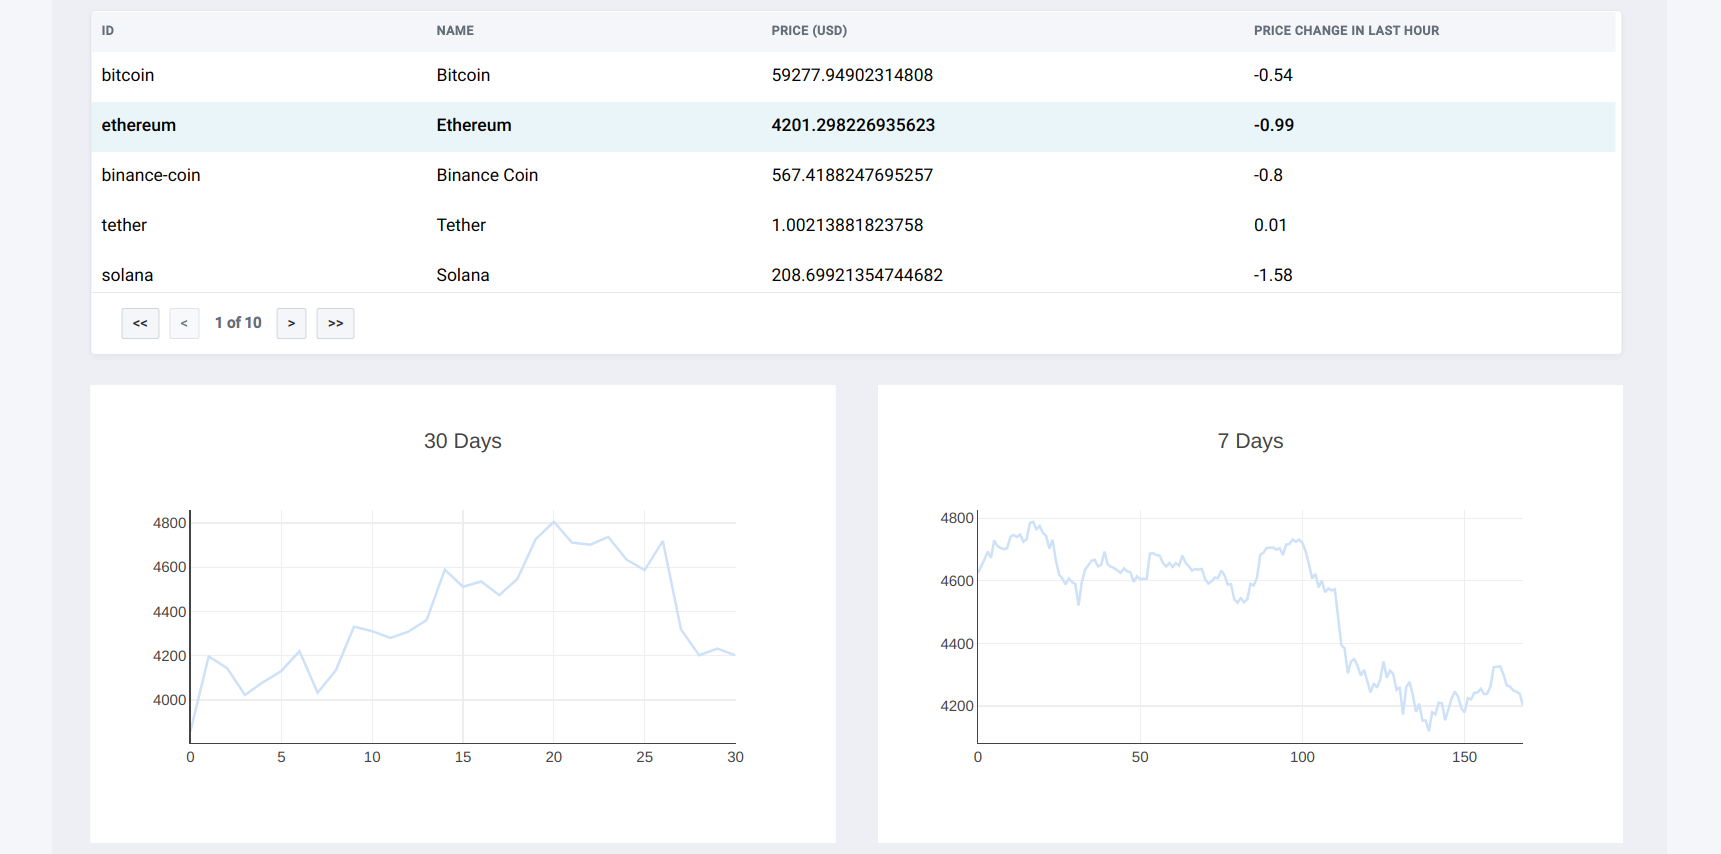 ID NAME PRICE (USD) PRICE CHANGE IN LAST HOUR
bitcoin Bitcoin 59277.94902314808 -0.54
ethereum Ethereum 4201.298226935623 -0.99
binance-coin Binance Coin 567.4188247695257 -0.8
tether Tether 1.00213881823758 0.01
solana Solana 208.69921354744682 -1.58
<< < 1 of 10 > >>
30 Days
4800
4600
4400
4200
4000
0 5 10 15 20 25 30
7 Days
4800
4600
4400
4200
0 50 100 150